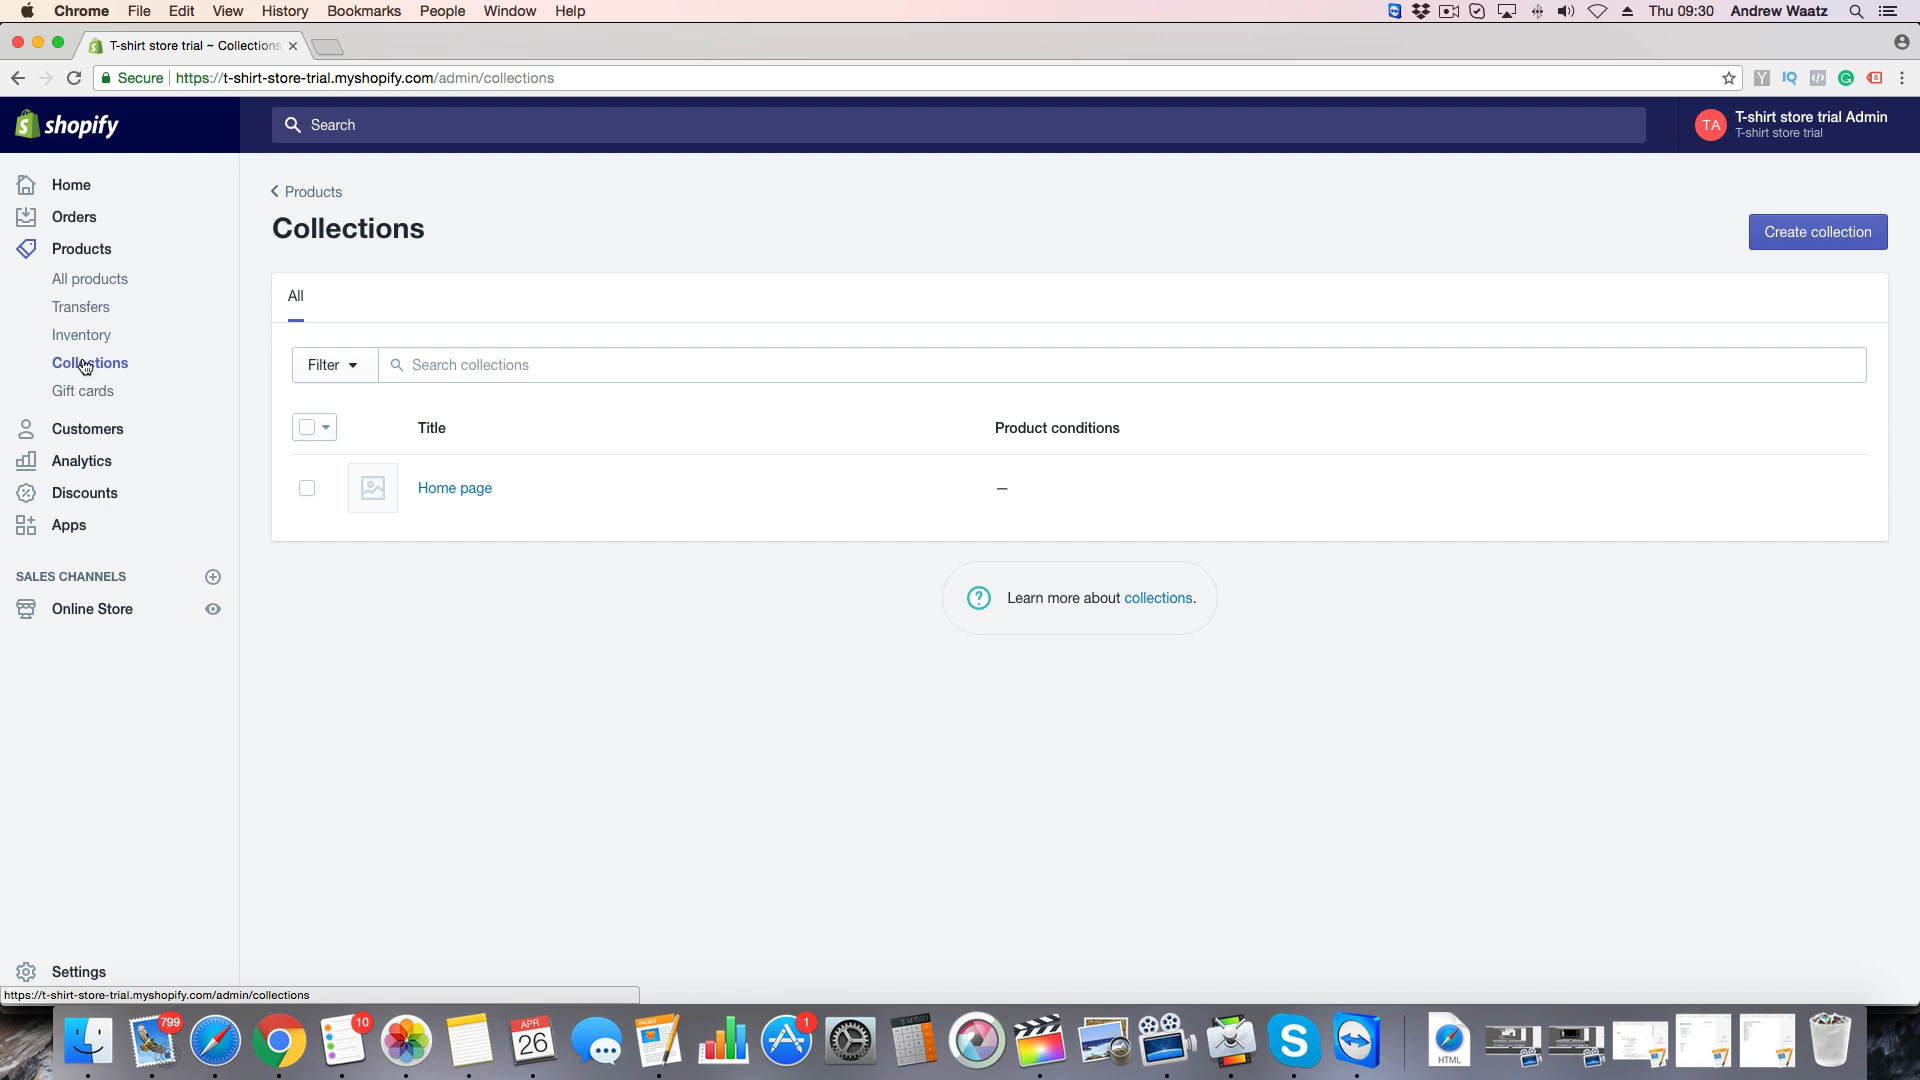 Chrome File Edit View History Bookmarks People Window Help Thu 09:30 Andrew Waatz
T-shirt store trial ~ Collections
Secure https://t-shirt-store-trial.myshopify.com/admin/collections
shopify
Search
TA
T-shirt store trial Admin
T-shirt store trial
Home
Orders
Products
All products
Transfers
Inventory
Collections
Gift cards
Customers
Analytics
Discounts
Apps
SALES CHANNELS
Online Store
Settings
Products
Collections
Create collection
All
Filter
Search collections
Title Product conditions
Home page —
Learn more about collections.
https://t-shirt-store-trial.myshopify.com/admin/collections
799
10
APR
26
PAGES
1
HTML